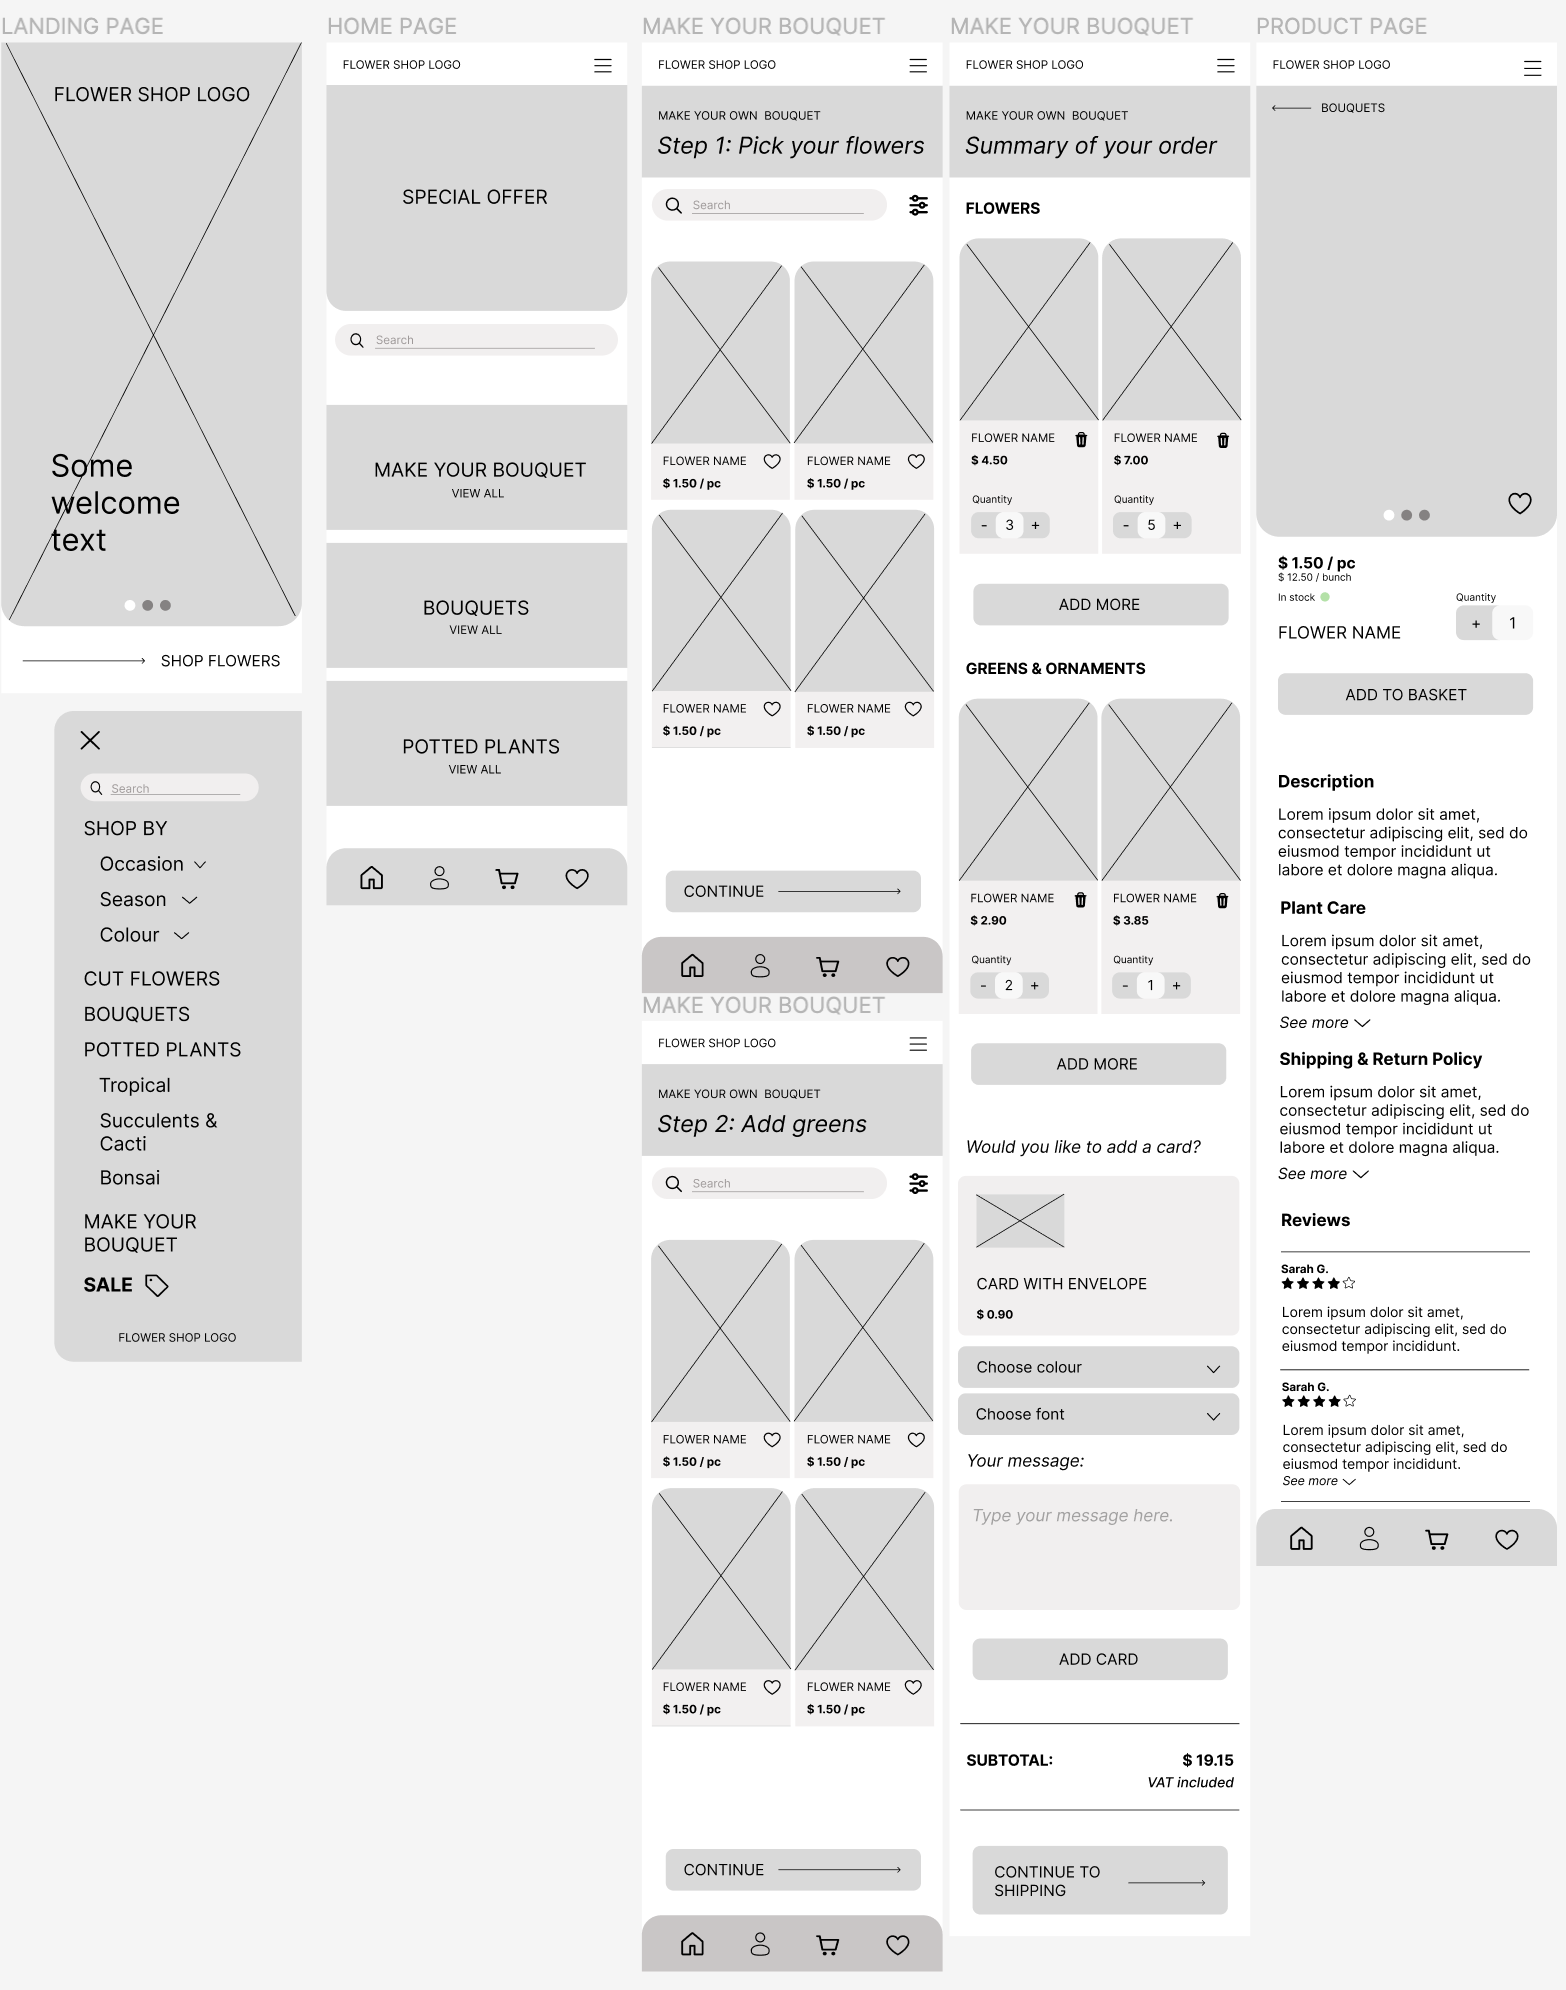 LANDING PAGE
FLOWER SHOP LOGO
Some
welcome
text
SHOP FLOWERS
Search
SHOP BY
Occasion
Season
Colour
CUT FLOWERS
BOUQUETS
POTTED PLANTS
Tropical
Succulents &
Cacti
Bonsai
MAKE YOUR
BOUQUET
SALE
FLOWER SHOP LOGO
HOME PAGE
FLOWER SHOP LOGO
SPECIAL OFFER
Search
MAKE YOUR BOUQUET
VIEW ALL
BOUQUETS
VIEW ALL
POTTED PLANTS
VIEW ALL
MAKE YOUR BOUQUET
FLOWER SHOP LOGO
MAKE YOUR OWN BOUQUET
Step 1: Pick your flowers
Search
FLOWER NAME FLOWER NAME
$ 1.50 / pc $ 1.50 / pc
FLOWER NAME FLOWER NAME
$ 1.50 / pc $ 1.50 / pc
CONTINUE
MAKE YOUR BOUQUET
FLOWER SHOP LOGO
MAKE YOUR OWN BOUQUET
Step 2: Add greens
Search
FLOWER NAME FLOWER NAME
$ 1.50 / pc $ 1.50 / pc
FLOWER NAME FLOWER NAME
$ 1.50 / pc $ 1.50 / pc
CONTINUE
MAKE YOUR BUOQUET
FLOWER SHOP LOGO
MAKE YOUR OWN BOUQUET
Summary of your order
FLOWERS
FLOWER NAME FLOWER NAME
$ 4.50 $ 7.00
Quantity Quantity
- 3 + - 5 +
ADD MORE
GREENS & ORNAMENTS
FLOWER NAME FLOWER NAME
$ 2.90 $ 3.85
Quantity Quantity
- 2 + - 1 +
ADD MORE
Would you like to add a card?
CARD WITH ENVELOPE
$ 0.90
Choose colour
Choose font
Your message:
Type your message here.
ADD CARD
SUBTOTAL: $ 19.15
VAT included
CONTINUE TO
SHIPPING
PRODUCT PAGE
FLOWER SHOP LOGO
BOUQUETS
$ 1.50 / pc
$ 12.50 / bunch
In stock Quantity
FLOWER NAME + 1
ADD TO BASKET
Description
Lorem ipsum dolor sit amet,
consectetur adipiscing elit, sed do
eiusmod tempor incididunt ut
labore et dolore magna aliqua.
Plant Care
Lorem ipsum dolor sit amet,
consectetur adipiscing elit, sed do
eiusmod tempor incididunt ut
labore et dolore magna aliqua.
See more
Shipping & Return Policy
Lorem ipsum dolor sit amet,
consectetur adipiscing elit, sed do
eiusmod tempor incididunt ut
labore et dolore magna aliqua.
See more
Reviews
Sarah G.
Lorem ipsum dolor sit amet,
consectetur adipiscing elit, sed do
eiusmod tempor incididunt.
Sarah G.
Lorem ipsum dolor sit amet,
consectetur adipiscing elit, sed do
eiusmod tempor incididunt.
See more